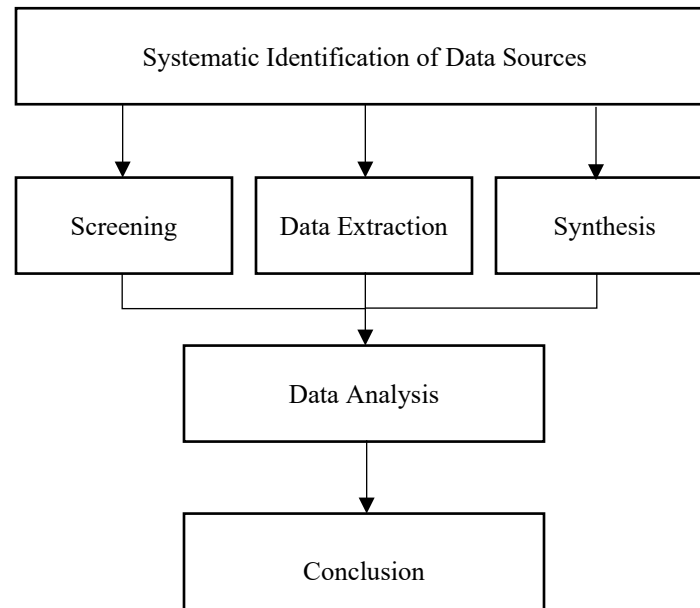 Systematic Identification of Data Sources
Screening
Data Extraction
Synthesis
Data Analysis
Conclusion